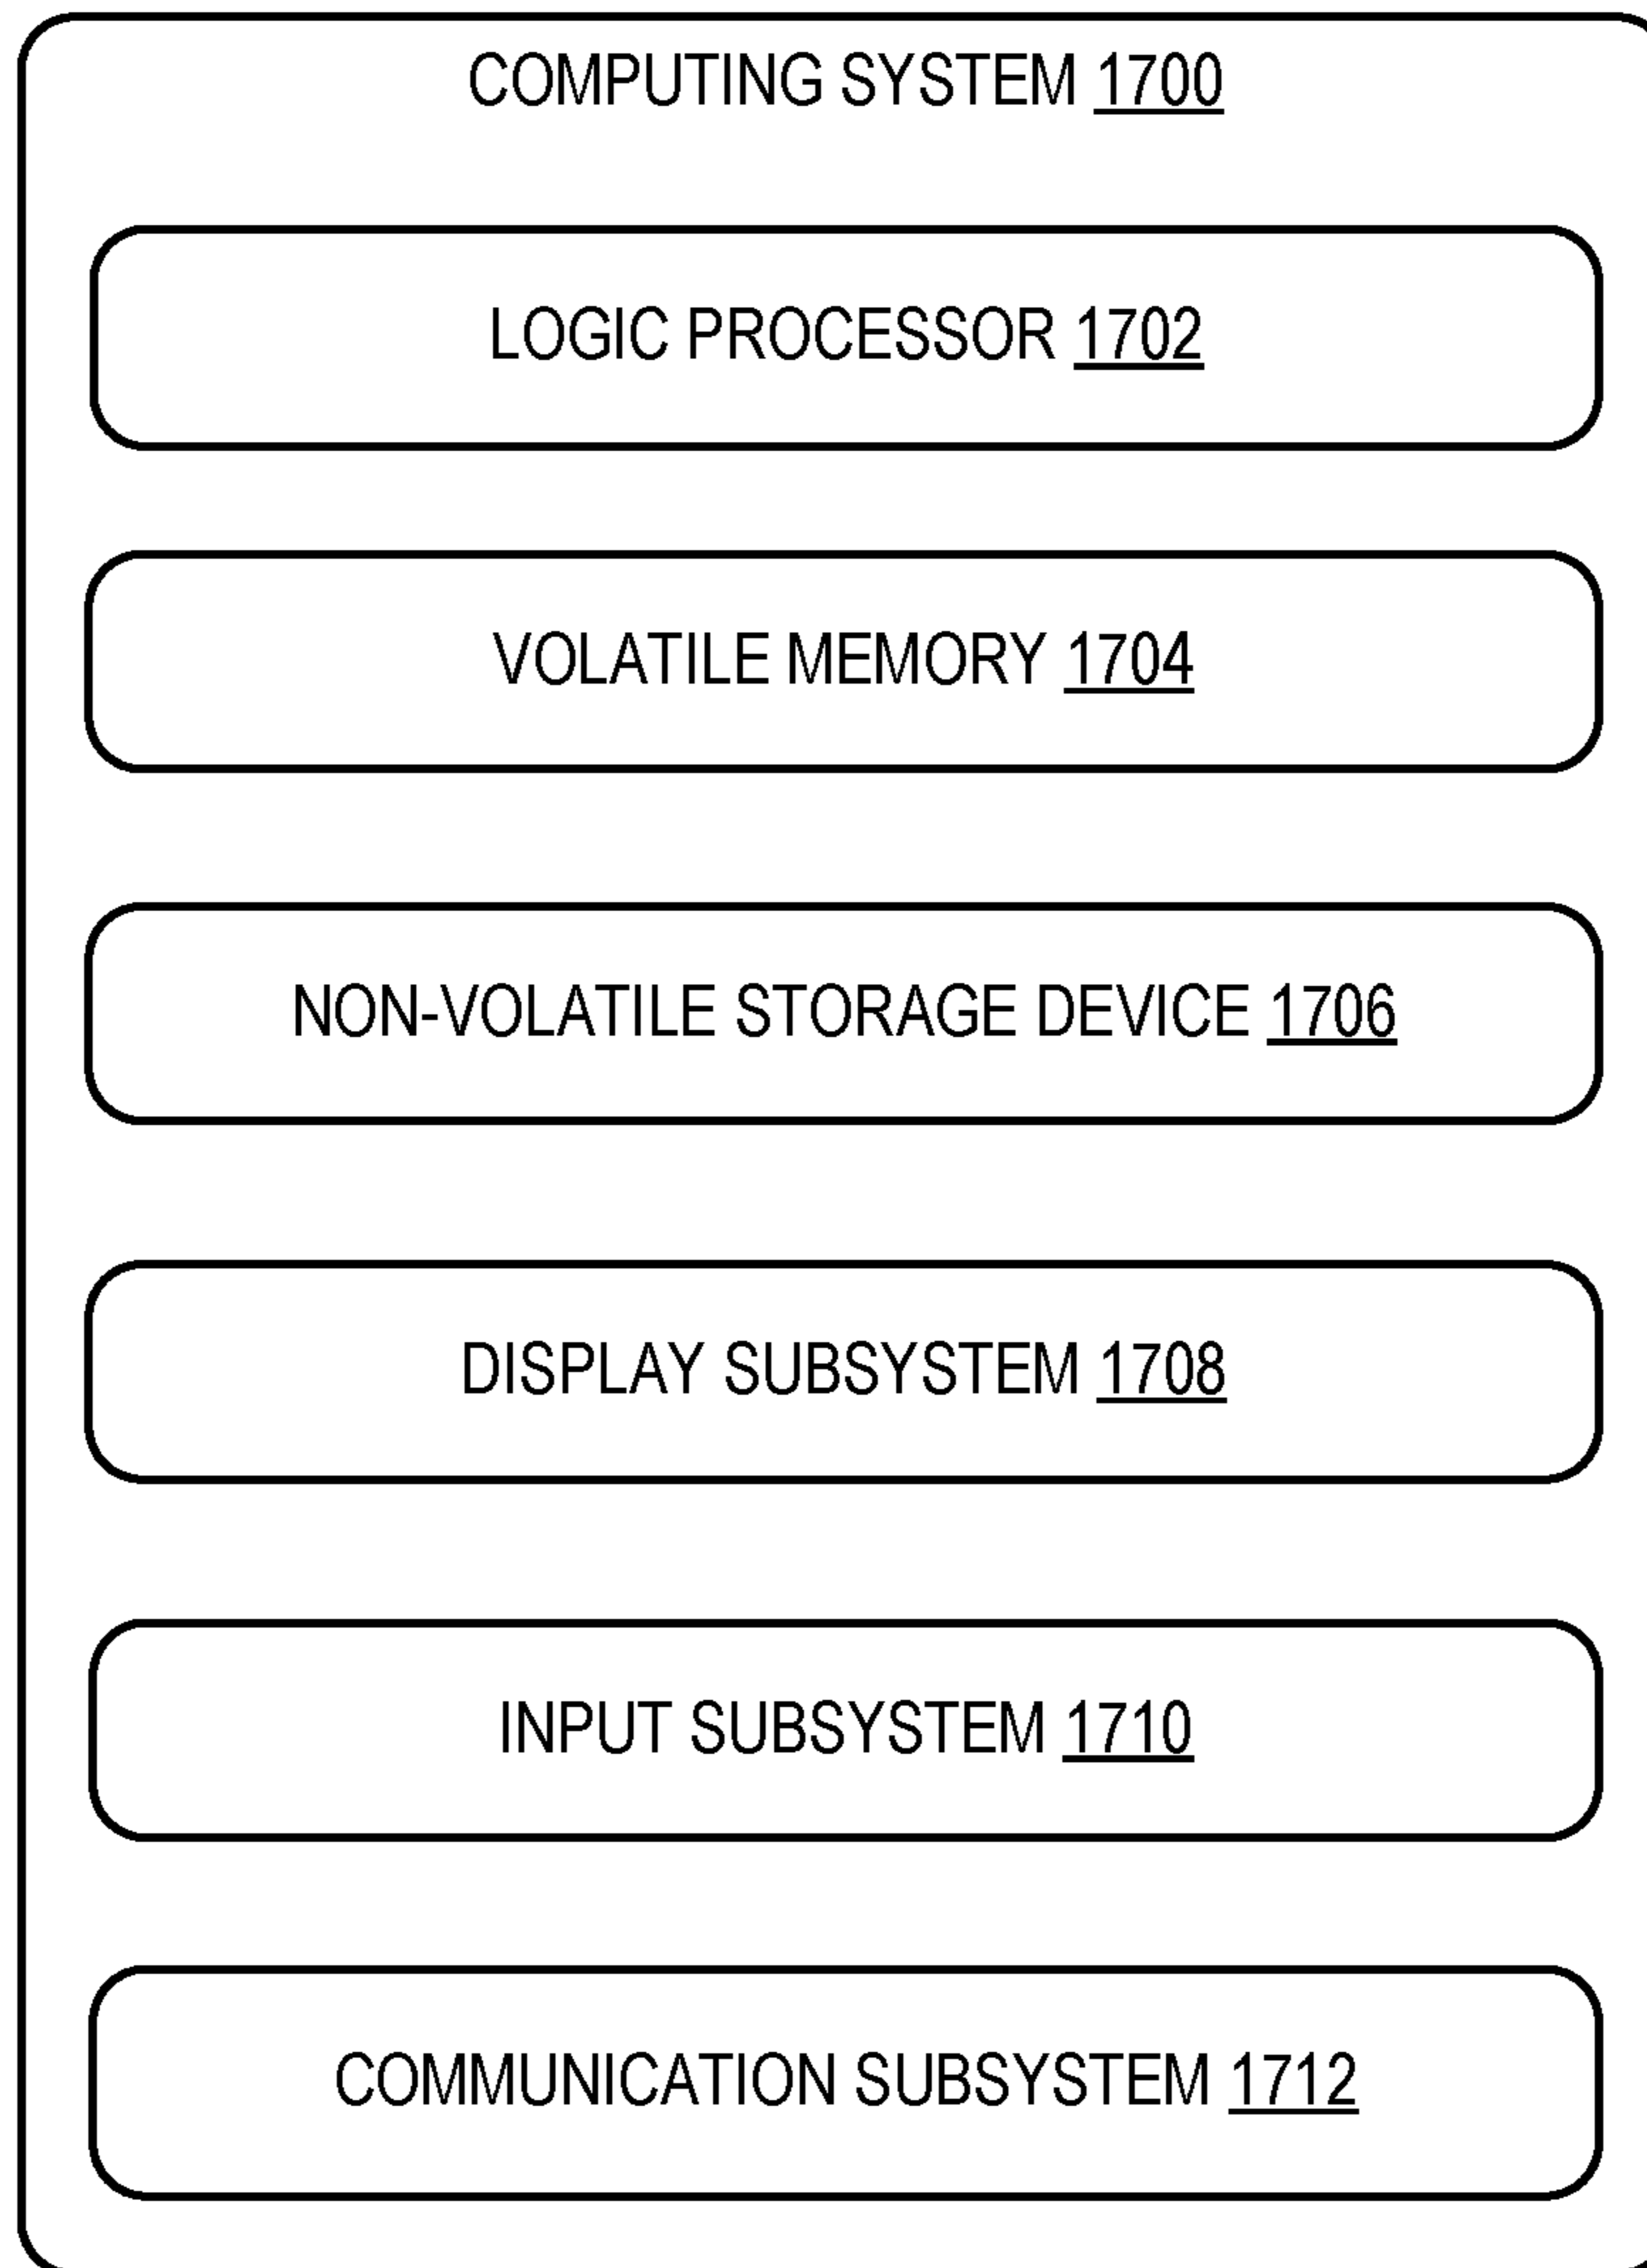 COMPUTING SYSTEM 1700
LOGIC PROCESSOR 1702
VOLATILE MEMORY 1704
NON-VOLATILE STORAGE DEVICE 1706
DISPLAY SUBSYSTEM 1708
INPUT SUBSYSTEM 1710
COMMUNICATION SUBSYSTEM 1712